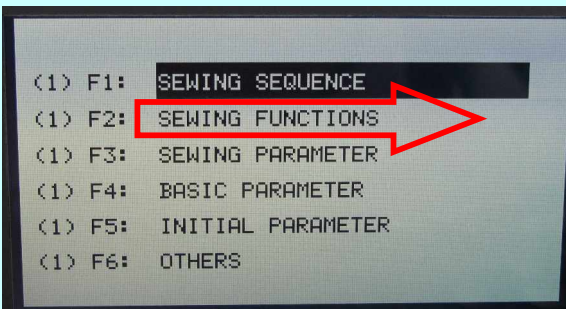 (1) F1: SEWING SEQUENCE
(1) F2: SEWING FUNCTIONS
(1) F3: SEWING PARAMETER
(1) F4: BASIC PARAMETER
(1) F5: INITIAL PARAMETER
(1) F6: OTHERS